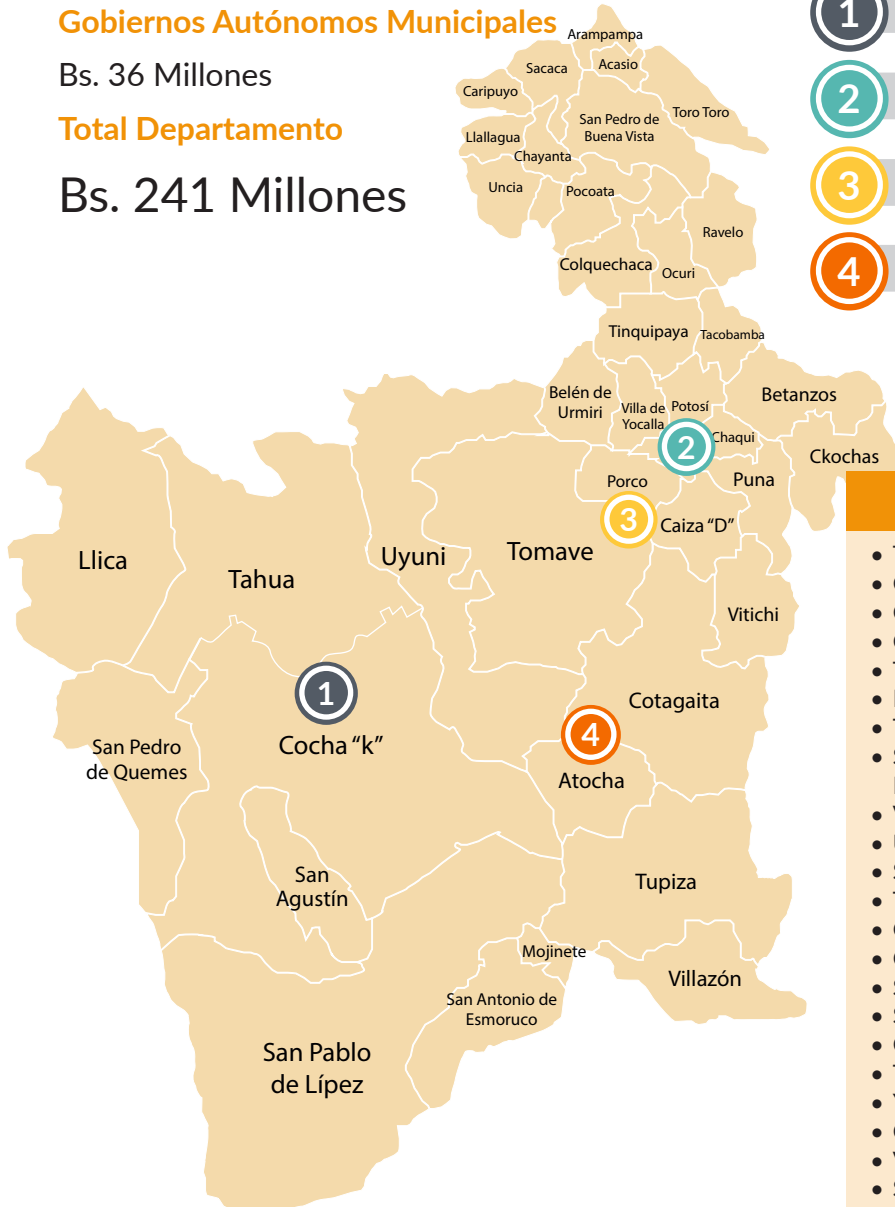 Gobiernos Autónomos Municipales
Bs. 36 Millones
Total Departamento
Bs. 241 Millones
1
2
3
4
Arampampa
Acasio
Sacaca
Caripuyo
Toro Toro
San Pedro de
Buena Vista
Llallagua
Chayanta
Uncia
Pocoata
Ravelo
Colquechaca
Ocuri
Tinquipaya
Tacobamba
Belén de
Urmiri
Villa de
Yocalla
Potosí
Betanzos
2
Chaqui
Ckochas
Porco
Puna
3
Caiza “D”
Llica
Tahua
Uyuni
Tomave
Vitichi
1
Cocha “k”
Cotagaita
San Pedro
de Quemes
4
Atocha
San
Agustín
Tupiza
Mojinete
Villazón
San Antonio de
Esmoruco
San Pablo
de Lípez